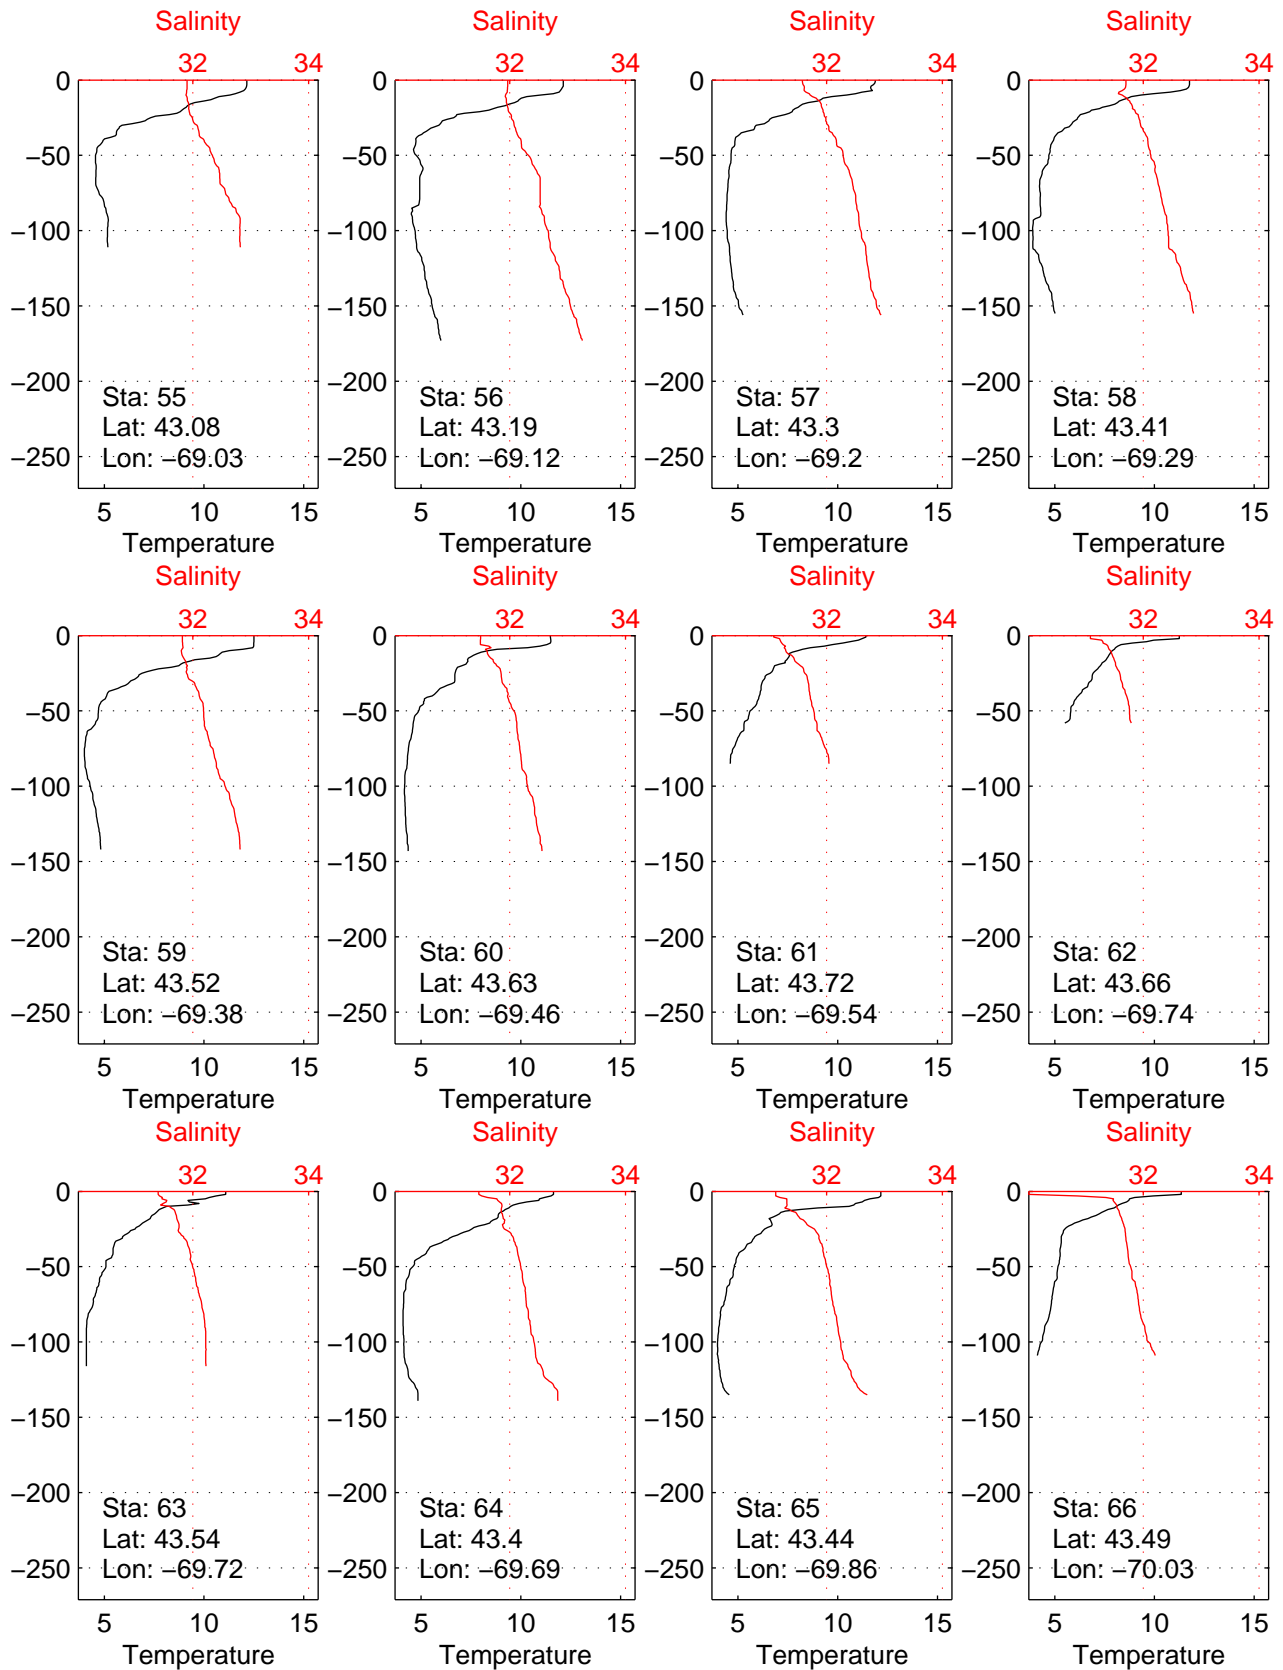 Salinity Salinity Salinity Salinity
32 34 32 34 32 34 32 34
0 0 0 0
−50 −50 −50 −50
−100 −100 −100 −100
−150 −150 −150 −150
−200 −200 −200 −200
Sta: 55 Sta: 56 Sta: 57 Sta: 58
Lat: 43.08 Lat: 43.19 Lat: 43.3 Lat: 43.41
−250 Lon: −69.03 −250 Lon: −69.12 −250 Lon: −69.2 −250 Lon: −69.29
5 10 15 5 10 15 5 10 15 5 10 15
Temperature Temperature Temperature Temperature
Salinity Salinity Salinity Salinity
32 34 32 34 32 34 32 34
0 0 0 0
−50 −50 −50 −50
−100 −100 −100 −100
−150 −150 −150 −150
−200 −200 −200 −200
Sta: 59 Sta: 60 Sta: 61 Sta: 62
Lat: 43.52 Lat: 43.63 Lat: 43.72 Lat: 43.66
−250 Lon: −69.38 −250 Lon: −69.46 −250 Lon: −69.54 −250 Lon: −69.74
5 10 15 5 10 15 5 10 15 5 10 15
Temperature Temperature Temperature Temperature
Salinity Salinity Salinity Salinity
32 34 32 34 32 34 32 34
0 0 0 0
−50 −50 −50 −50
−100 −100 −100 −100
−150 −150 −150 −150
−200 −200 −200 −200
Sta: 63 Sta: 64 Sta: 65 Sta: 66
Lat: 43.54 Lat: 43.4 Lat: 43.44 Lat: 43.49
−250 Lon: −69.72 −250 Lon: −69.69 −250 Lon: −69.86 −250 Lon: −70.03
5 10 15 5 10 15 5 10 15 5 10 15
Temperature Temperature Temperature Temperature